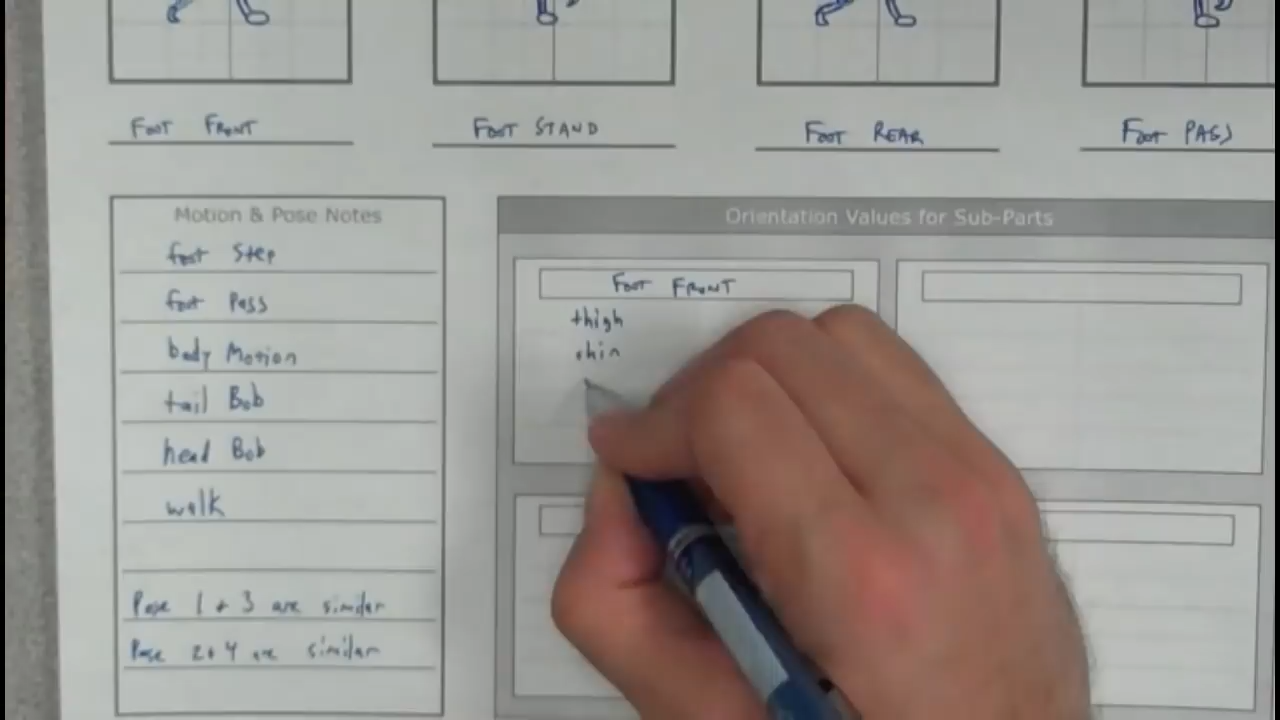 FOOT FRONT
FOOT STAND
FOOT REAR
FOOT PASS
Motion & Pose Notes
foot Step
foot Pass
body Motion
tail Bob
head Bob
walk
Pose 1 + 3 are similar
Pose 2 + 4 are similar
Orientation Values for Sub-Parts
FOOT FRONT
thigh
shin